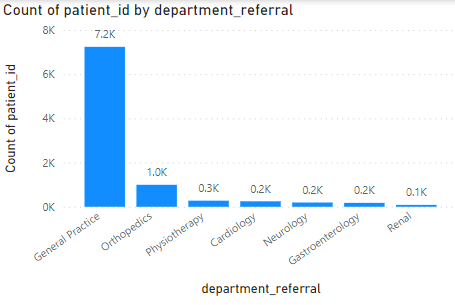 Count of patient_id by department_referral
Count of patient_id
8K
6K
4K
2K
0K
7.2K
1.0K
0.3K
0.2K
0.2K
0.2K
0.1K
General Practice
Orthopedics
Physiotherapy
Cardiology
Neurology
Gastroenterology
Renal
department_referral